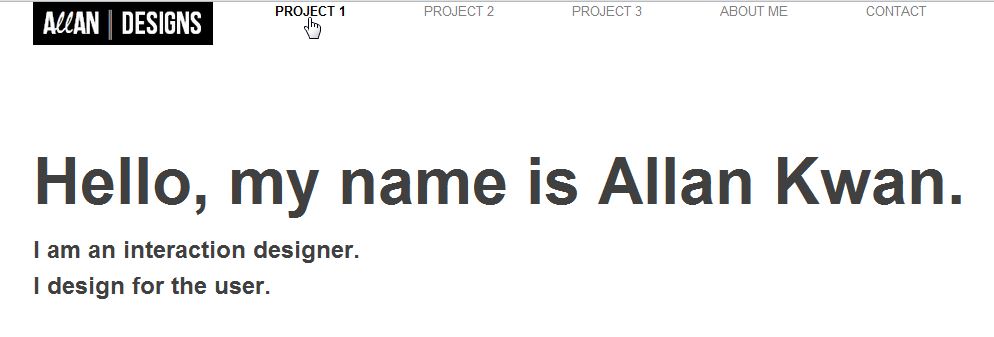 AllAN | DESIGNS PROJECT 1 PROJECT 2 PROJECT 3 ABOUT ME CONTACT
Hello, my name is Allan Kwan.
I am an interaction designer.
I design for the user.